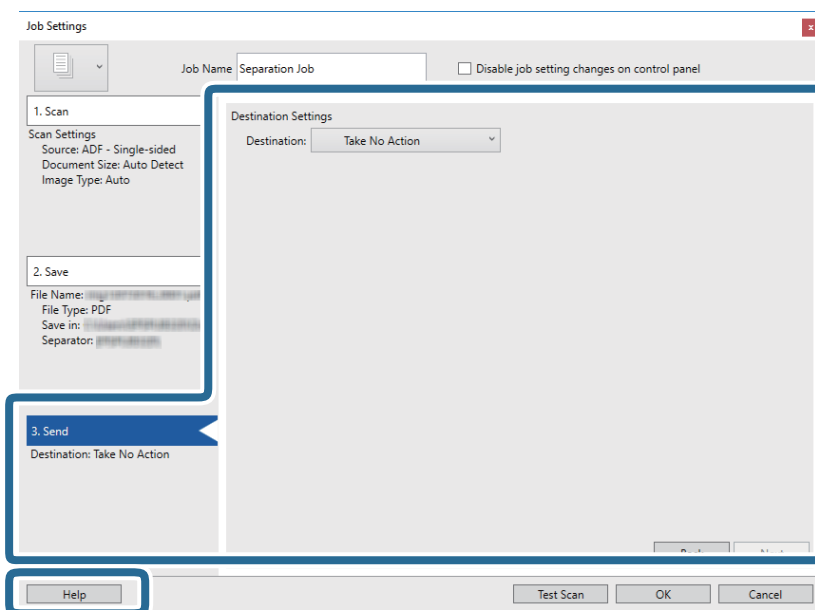 Job Settings
Job Name Separation Job Disable job setting changes on control panel
1. Scan
Scan Settings
Source: ADF - Single-sided
Document Size: Auto Detect
Image Type: Auto
2. Save
File Name:
File Type: PDF
Save in:
Separator:
3. Send
Destination: Take No Action
Destination Settings
Destination: Take No Action
Help
Test Scan
OK
Cancel